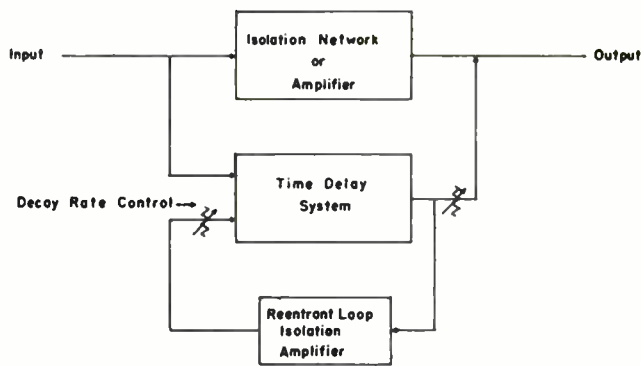 Input
Isolation Network
or
Amplifier
Output
Time Delay
System
Decay Rate Control
Reentrant Loop
Isolation
Amplifier